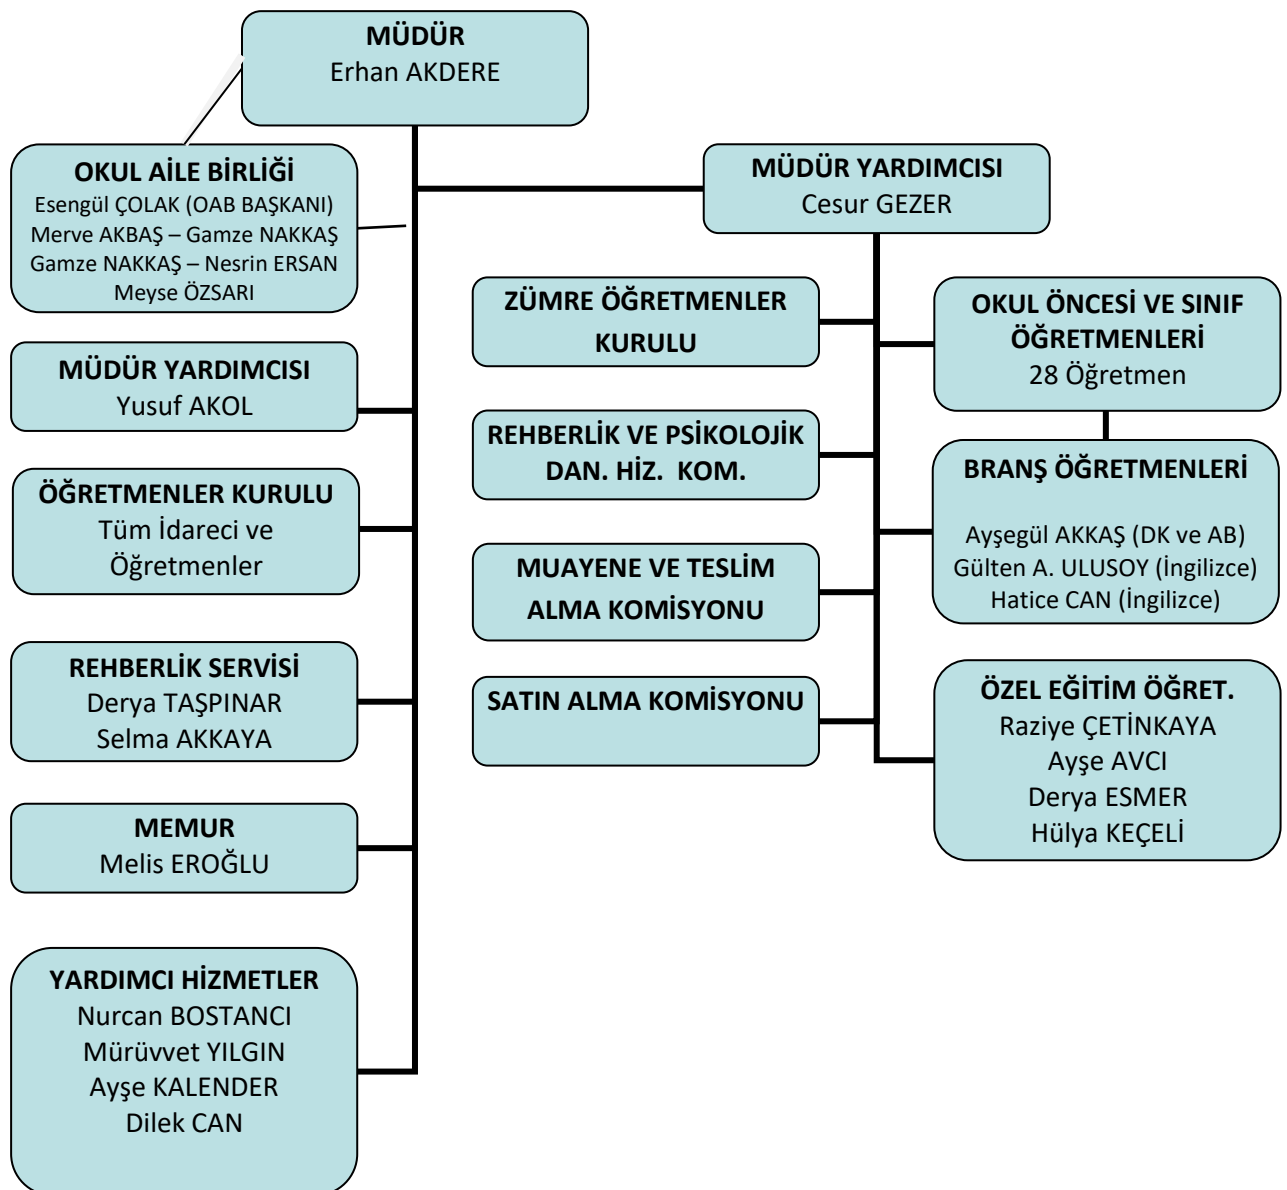 MÜDÜR
Erhan AKDERE
OKUL AİLE BİRLİĞİ
Esengül ÇOLAK (OAB BAŞKANI)
Merve AKBAŞ – Gamze NAKKAŞ
Gamze NAKKAŞ – Nesrin ERSAN
Meyse ÖZSARI
MÜDÜR YARDIMCISI
Yusuf AKOL
ÖĞRETMENLER KURULU
Tüm İdareci ve
Öğretmenler
REHBERLİK SERVİSİ
Derya TAŞPINAR
Selma AKKAYA
MEMUR
Melis EROĞLU
YARDIMCI HİZMETLER
Nurcan BOSTANCI
Mürüvvet YILGIN
Ayşe KALENDER
Dilek CAN
MÜDÜR YARDIMCISI
Cesur GEZER
ZÜMRE ÖĞRETMENLER
KURULU
REHBERLİK VE PSİKOLOJİK
DAN. HİZ. KOM.
MUAYENE VE TESLİM
ALMA KOMİSYONU
SATIN ALMA KOMİSYONU
OKUL ÖNCESİ VE SINIF
ÖĞRETMENLERİ
28 Öğretmen
BRANŞ ÖĞRETMENLERİ
Ayşegül AKKAŞ (DK ve AB)
Gülten A. ULUSOY (İngilizce)
Hatice CAN (İngilizce)
ÖZEL EĞİTİM ÖĞRET.
Raziye ÇETİNKAYA
Ayşe AVCI
Derya ESMER
Hülya KEÇELİ